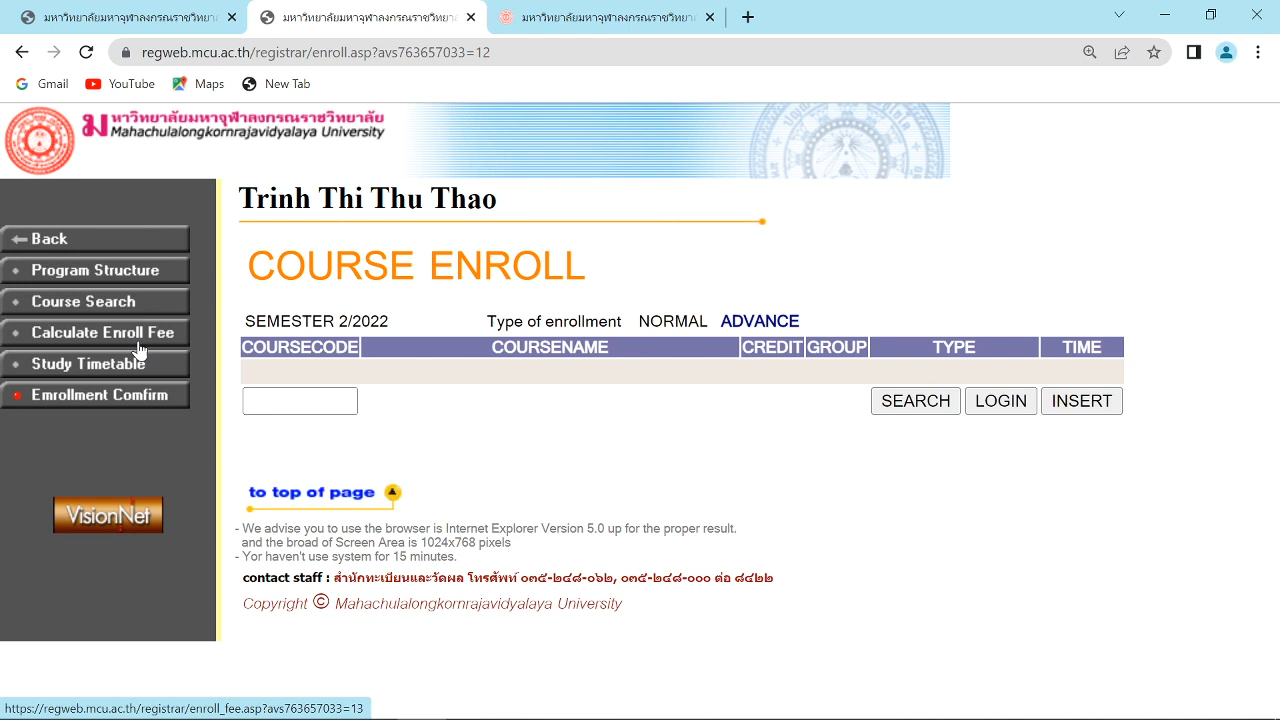 มหาวิทยาลัยมหาจุฬาลงกรณราชวิทยา
มหาวิทยาลัยมหาจุฬาลงกรณราชวิทยาลั
มหาวิทยาลัยมหาจุฬาลงกรณราชวิทยา
regweb.mcu.ac.th/registrar/enroll.asp?avs763657033=12
Gmail
YouTube
Maps
New Tab
มหาวิทยาลัยมหาจุฬาลงกรณราชวิทยาลัย
Mahachulalongkornrajavidyalaya University
Trinh Thi Thu Thao
Back
Program Structure
Course Search
Calculate Enroll Fee
Study Timetable
Emrollment Comfirm
VisionNet
COURSE ENROLL
SEMESTER 2/2022 Type of enrollment NORMAL ADVANCE
COURSECODE COURSENAME CREDIT GROUP TYPE TIME
SEARCH LOGIN INSERT
to top of page
- We advise you to use the browser is Internet Explorer Version 5.0 up for the proper result.
and the broad of Screen Area is 1024x768 pixels
- Yor haven't use system for 15 minutes.
contact staff : สำนักทะเบียนและวัดผล โทรศัพท์ ๐๓๕-๒๔๘-๐๖๒, ๐๓๕-๒๔๘-๐๐๐ ต่อ ๘๔๒๒
Copyright © Mahachulalongkornrajavidyalaya University
https://regweb.mcu.ac.th/registrar/enroll_fee.asp?avs763657033=13